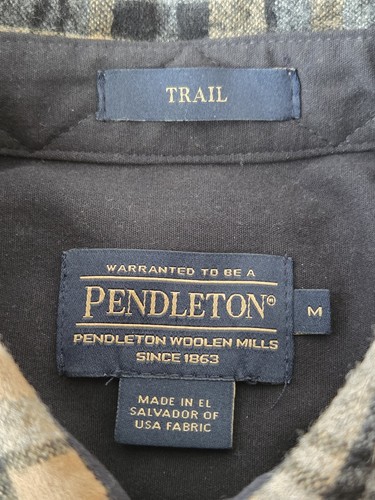 TRAIL
WARRANTED TO BE A
PENDLETON®
M
PENDLETON WOOLEN MILLS
SINCE 1863
MADE IN EL
SALVADOR OF
USA FABRIC